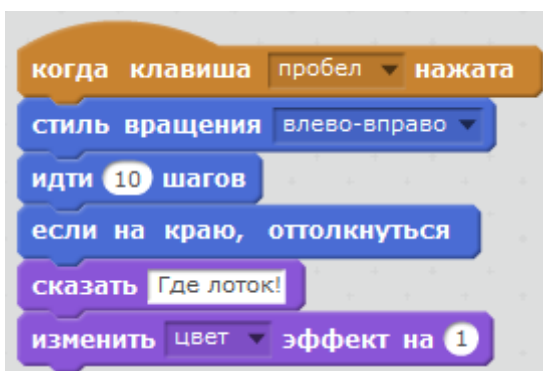 когда клавиша пробел нажата
стиль вращения влево-вправо
идти 10 шагов
если на краю, оттолкнуться
сказать Где лоток!
изменить цвет эффект на 1